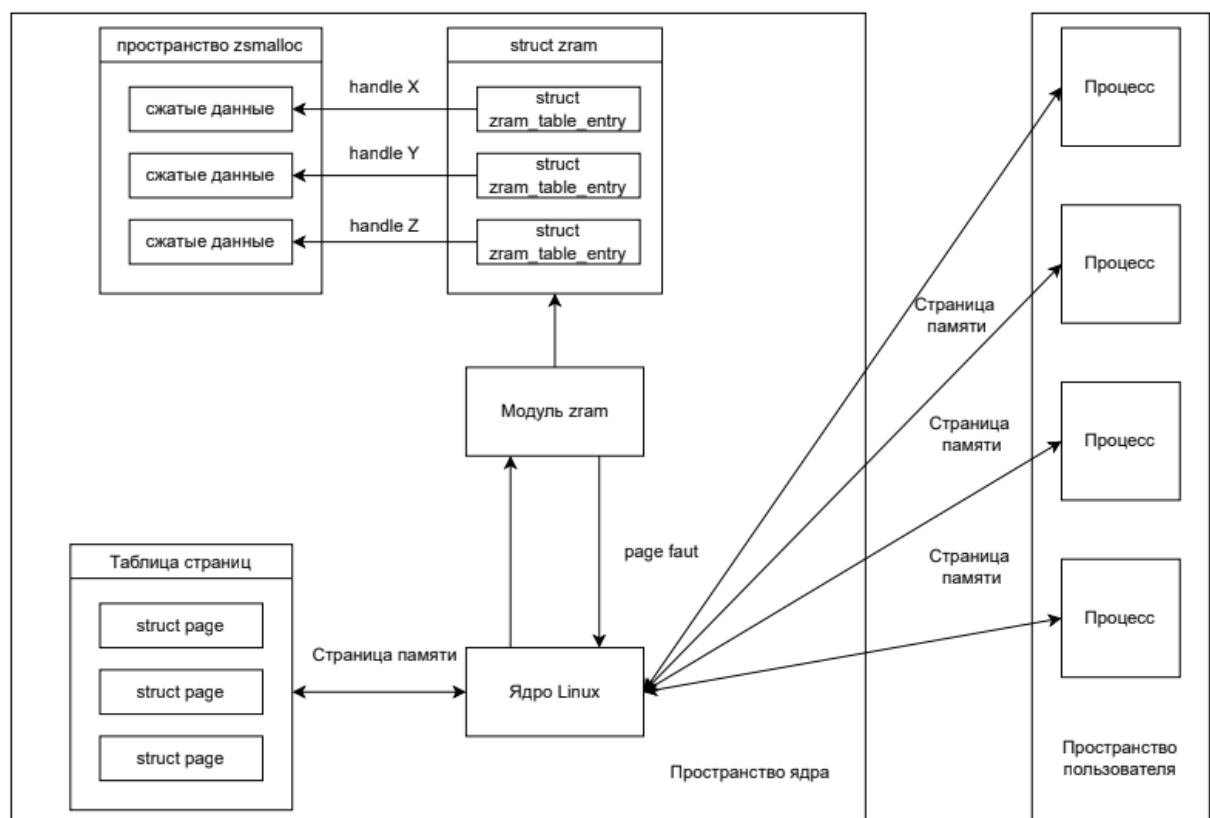 пространство zsmalloc
struct zram
handle X
сжатые данные
struct
zram_table_entry
handle Y
сжатые данные
struct
zram_table_entry
handle Z
сжатые данные
struct
zram_table_entry
Модуль zram
page faut
Таблица страниц
struct page
struct page
struct page
Страница памяти
Ядро Linux
Пространство ядра
Страница
памяти
Страница
памяти
Страница
памяти
Процесс
Процесс
Процесс
Процесс
Пространство
пользователя